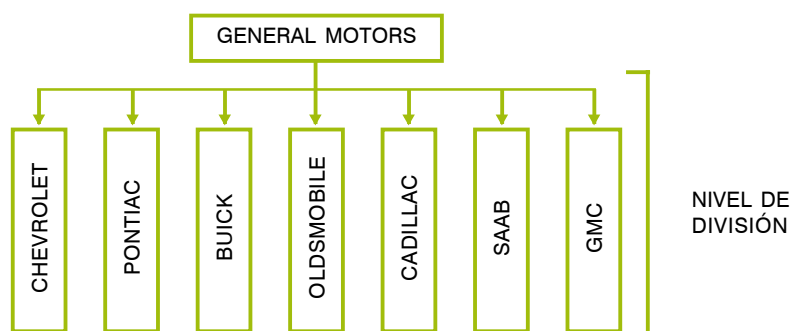 GENERAL MOTORS
CHEVROLET
PONTIAC
BUICK
OLDSMOBILE
CADILLAC
SAAB
GMC
NIVEL DE
DIVISIÓN